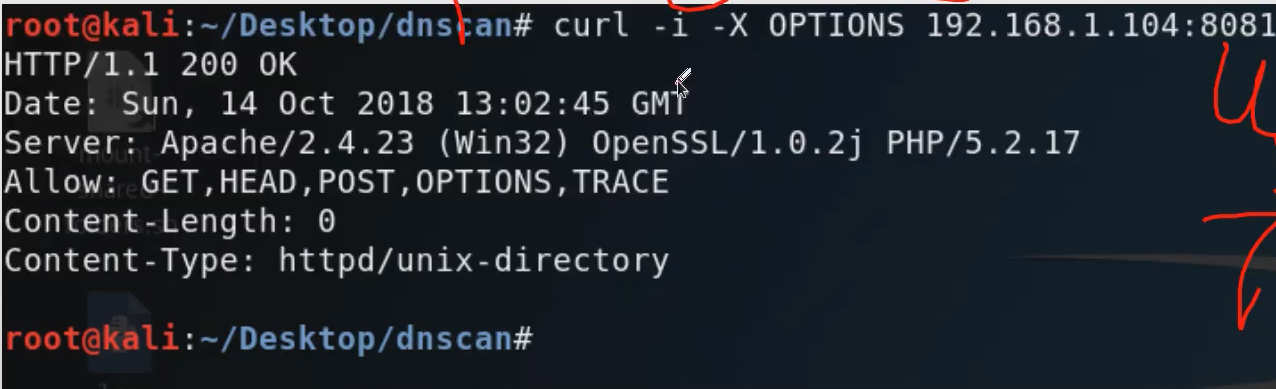 root@kali:~/Desktop/dnscan# curl -i -X OPTIONS 192.168.1.104:8081
HTTP/1.1 200 OK
Date: Sun, 14 Oct 2018 13:02:45 GMT
Server: Apache/2.4.23 (Win32) OpenSSL/1.0.2j PHP/5.2.17
Allow: GET,HEAD,POST,OPTIONS,TRACE
Content-Length: 0
Content-Type: httpd/unix-directory
root@kali:~/Desktop/dnscan#